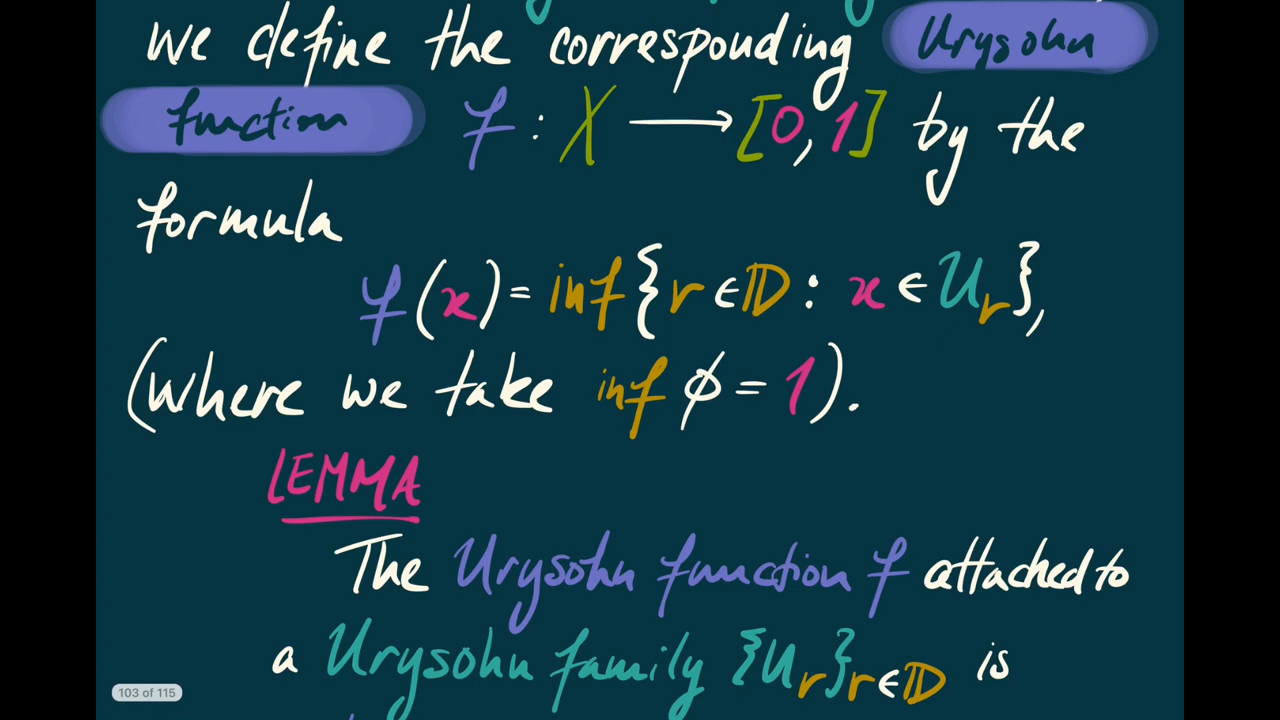 we define the corresponding Urysohn
function f : X ⟶ [0,1] by the
formula
f(x) = inf{r ∈ 𝔻 : x ∈ U_r},
(where we take inf ϕ = 1).
LEMMA
The Urysohn function f attached to
a Urysohn family {U_r}_{r∈𝔻} is
103 of 115